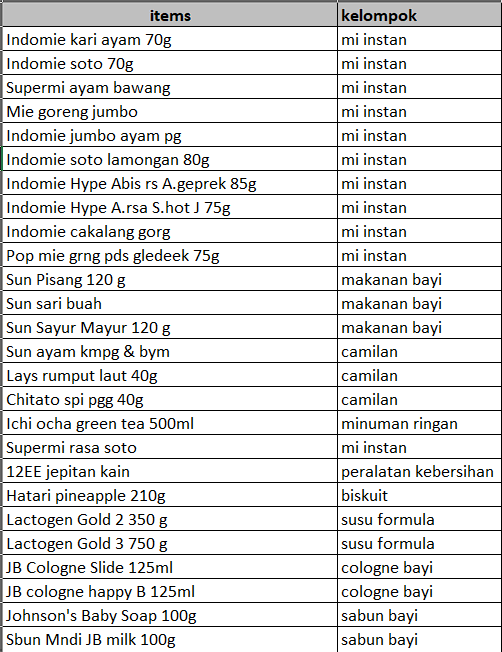 items kelompok
Indomie kari ayam 70g mi instan
Indomie soto 70g mi instan
Supermi ayam bawang mi instan
Mie goreng jumbo mi instan
Indomie jumbo ayam pg mi instan
Indomie soto lamongan 80g mi instan
Indomie Hype Abis rs A.geprek 85g mi instan
Indomie Hype A.rsa S.hot J 75g mi instan
Indomie cakalang gorg mi instan
Pop mie grng pds gledeek 75g mi instan
Sun Pisang 120 g makanan bayi
Sun sari buah makanan bayi
Sun Sayur Mayur 120 g makanan bayi
Sun ayam kmpg & bym camilan
Lays rumput laut 40g camilan
Chitato spi pgg 40g camilan
Ichi ocha green tea 500ml minuman ringan
Supermi rasa soto mi instan
12EE jepitan kain peralatan kebersihan
Hatari pineapple 210g biskuit
Lactogen Gold 2 350 g susu formula
Lactogen Gold 3 750 g susu formula
JB Cologne Slide 125ml cologne bayi
JB cologne happy B 125ml cologne bayi
Johnson's Baby Soap 100g sabun bayi
Sbun Mndi JB milk 100g sabun bayi